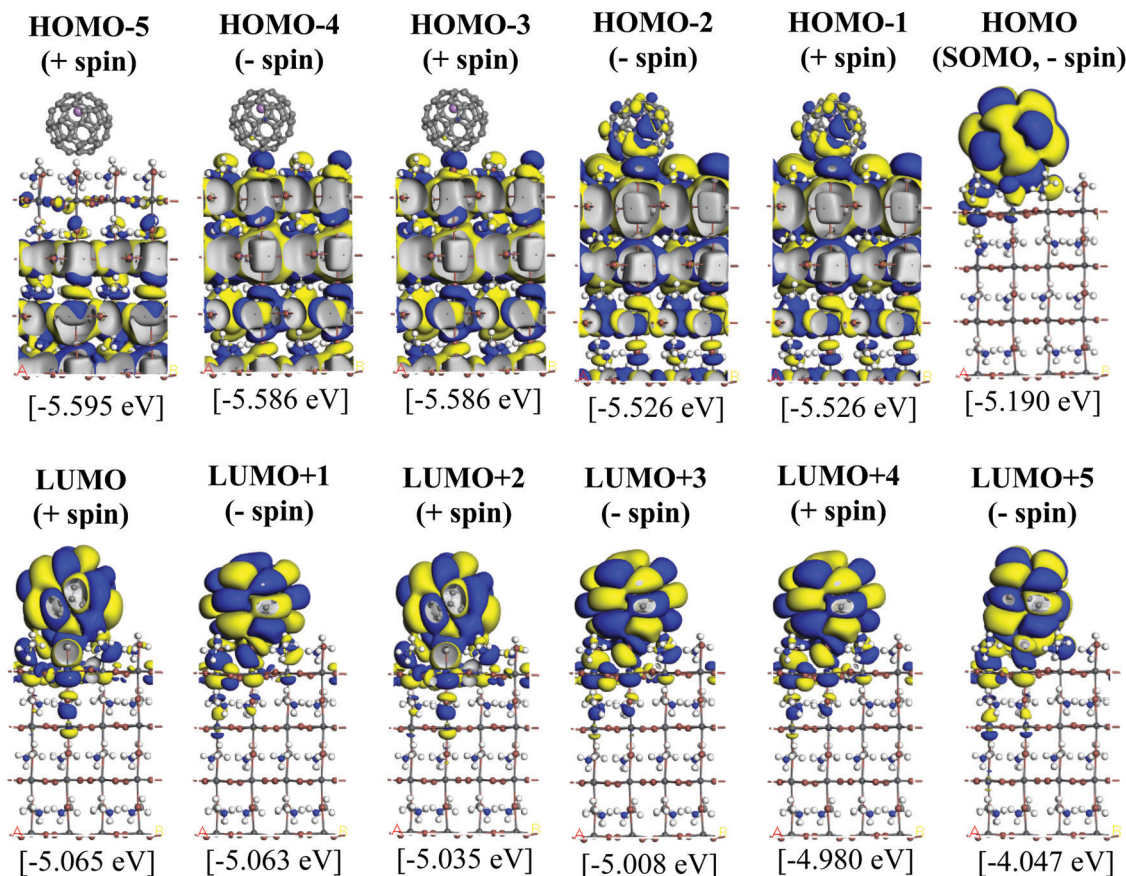 HOMO-5 HOMO-4 HOMO-3 HOMO-2 HOMO-1 HOMO
(+ spin) (- spin) (+ spin) (- spin) (+ spin) (SOMO, - spin)
A B A B A B A B A B A B
[-5.595 eV] [-5.586 eV] [-5.586 eV] [-5.526 eV] [-5.526 eV] [-5.190 eV]
LUMO LUMO+1 LUMO+2 LUMO+3 LUMO+4 LUMO+5
(+ spin) (- spin) (+ spin) (- spin) (+ spin) (- spin)
A B A B A B A B A B A B
[-5.065 eV] [-5.063 eV] [-5.035 eV] [-5.008 eV] [-4.980 eV] [-4.047 eV]